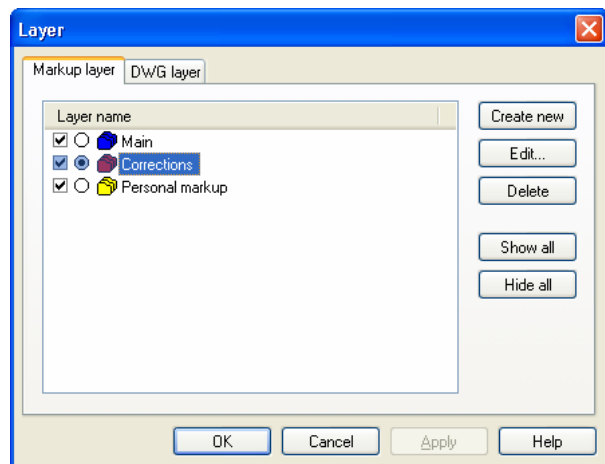 Layer
Markup layer DWG layer
Layer name
Main
Corrections
Personal markup
Create new
Edit...
Delete
Show all
Hide all
OK Cancel Apply Help